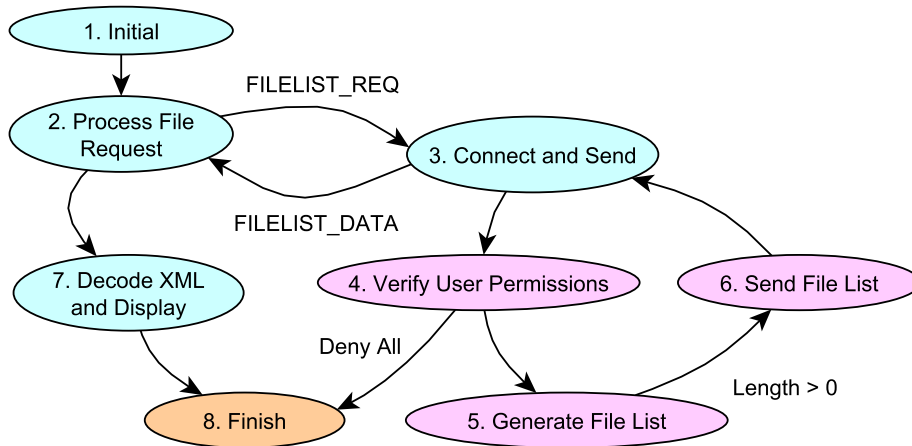 1. Initial
FILELIST_REQ
2. Process File
Request
3. Connect and Send
FILELIST_DATA
7. Decode XML
and Display
4. Verify User Permissions
6. Send File List
Deny All
Length > 0
8. Finish
5. Generate File List